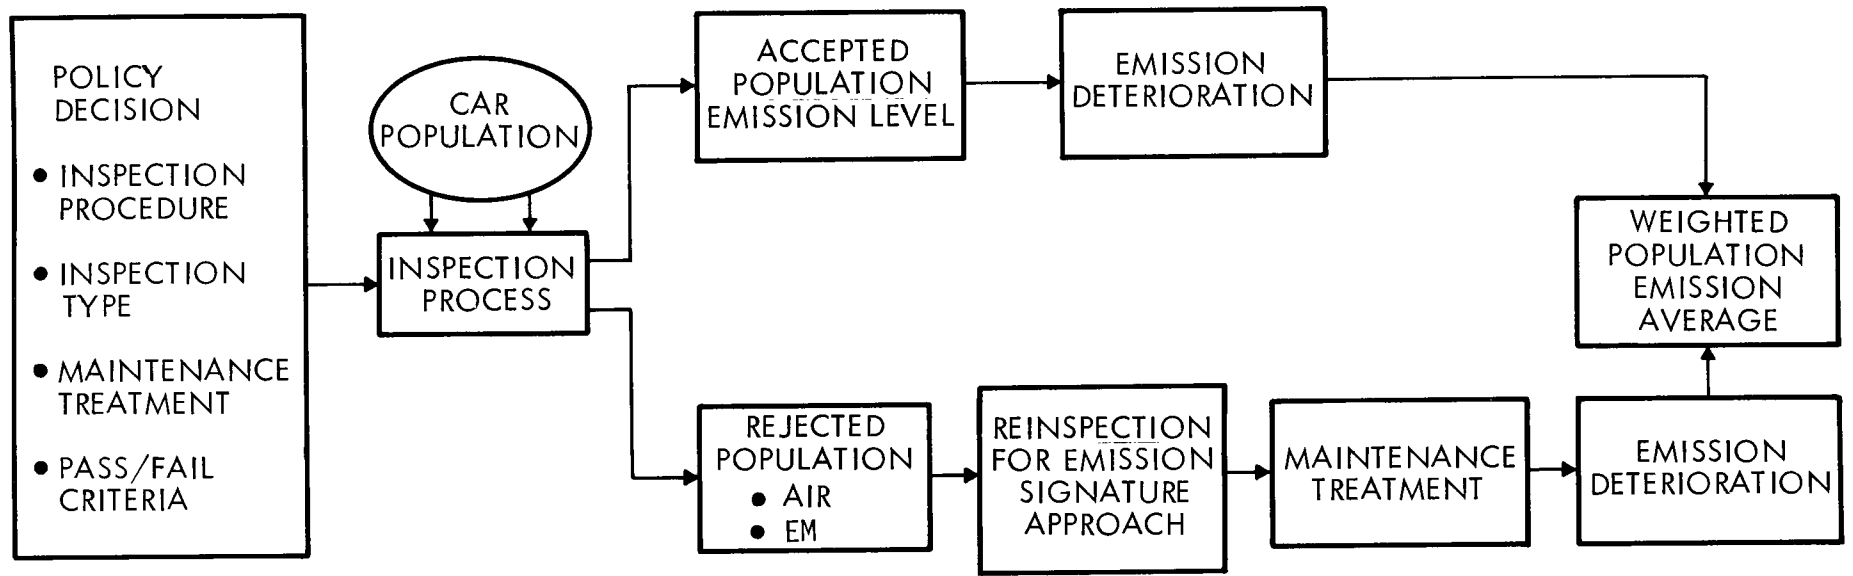 POLICY
DECISION
• INSPECTION
PROCEDURE
• INSPECTION
TYPE
• MAINTENANCE
TREATMENT
• PASS/FAIL
CRITERIA
CAR
POPULATION
INSPECTION
PROCESS
ACCEPTED
POPULATION
EMISSION LEVEL
EMISSION
DETERIORATION
WEIGHTED
POPULATION
EMISSION
AVERAGE
REJECTED
POPULATION
• AIR
• EM
REINSPECTION
FOR EMISSION
SIGNATURE
APPROACH
MAINTENANCE
TREATMENT
EMISSION
DETERIORATION